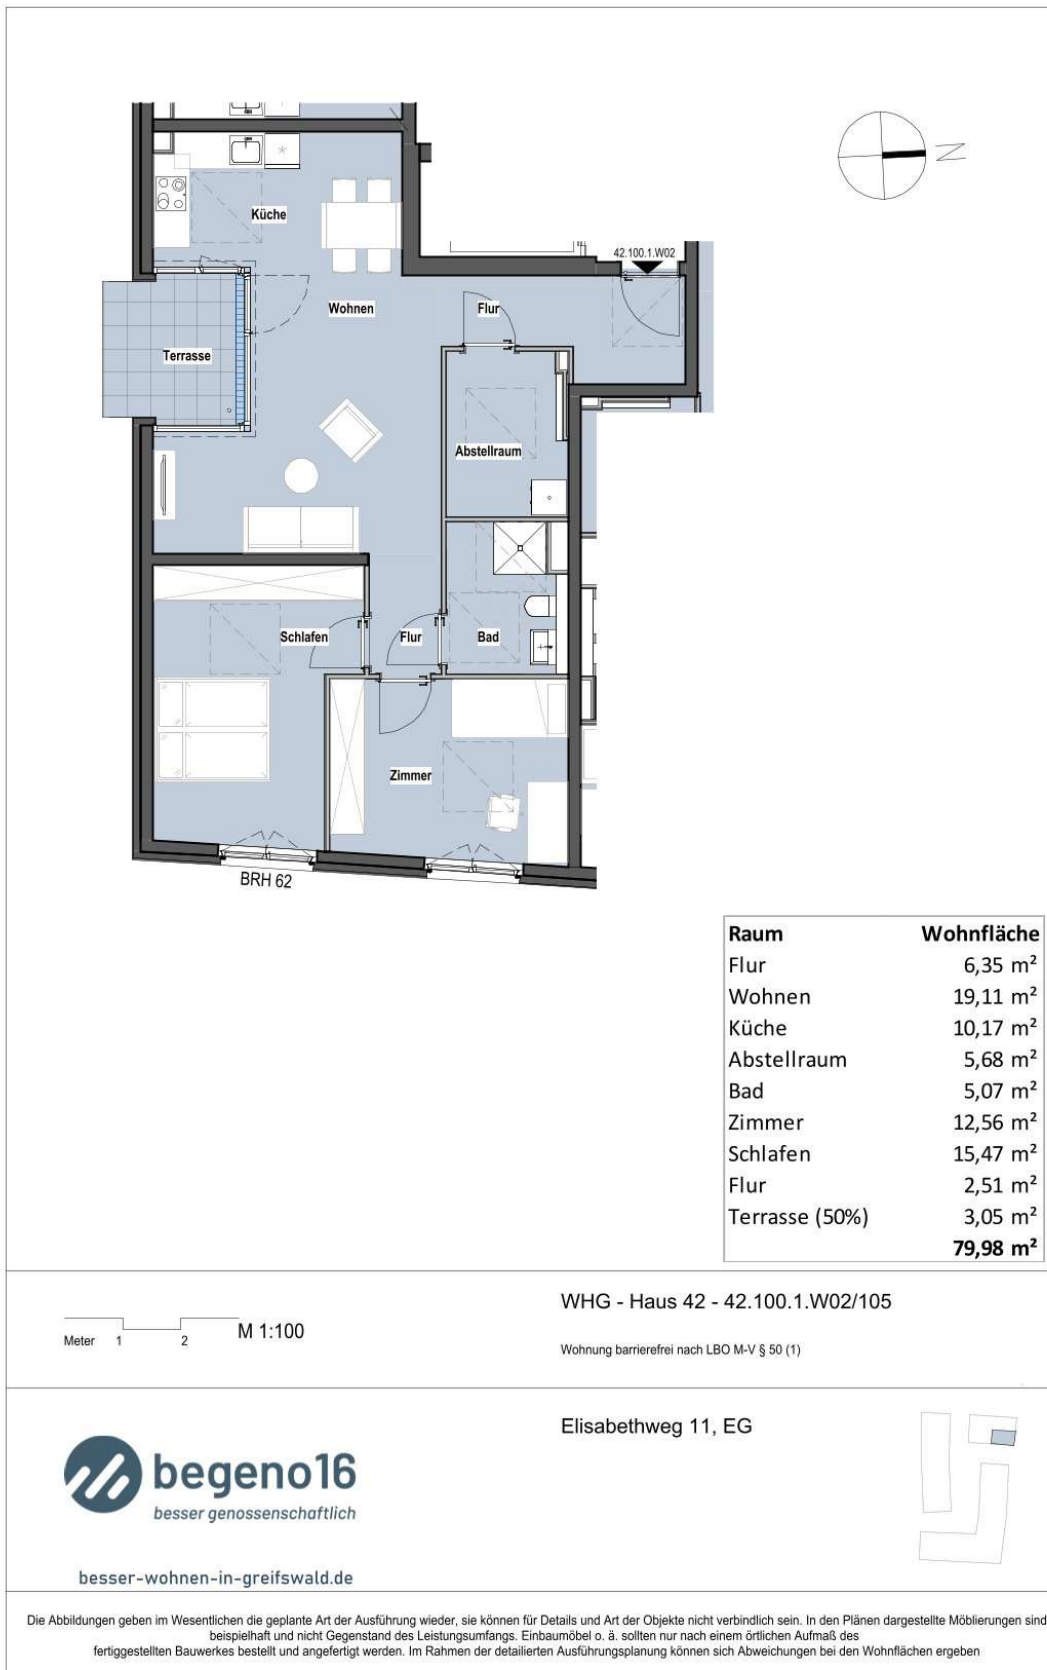 N
42.100.1.W02
Küche
Wohnen
Flur
Terrasse
Abstellraum
Schlafen
Flur
Bad
Zimmer
BRH 62
Raum Wohnfläche
Flur 6,35 m²
Wohnen 19,11 m²
Küche 10,17 m²
Abstellraum 5,68 m²
Bad 5,07 m²
Zimmer 12,56 m²
Schlafen 15,47 m²
Flur 2,51 m²
Terrasse (50%) 3,05 m²
79,98 m²
Meter 1 2 M 1:100
WHG - Haus 42 - 42.100.1.W02/105
Wohnung barrierefrei nach LBO M-V § 50 (1)
Elisabethweg 11, EG
begeno16
besser genossenschaftlich
besser-wohnen-in-greifswald.de
Die Abbildungen geben im Wesentlichen die geplante Art der Ausführung wieder, sie können für Details und Art der Objekte nicht verbindlich sein. In den Plänen dargestellte Möblierungen sind
beispielhaft und nicht Gegenstand des Leistungsumfangs. Einbaumöbel o. ä. sollten nur nach einem örtlichen Aufmaß des
fertiggestellten Bauwerkes bestellt und angefertigt werden. Im Rahmen der detailierten Ausführungsplanung können sich Abweichungen bei den Wohnflächen ergeben